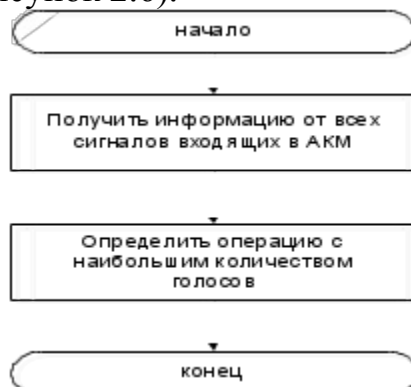 начало
Получить информацию от всех
сигналов входящих в АКМ
Определить операцию с
наибольшим количеством
голосов
конец